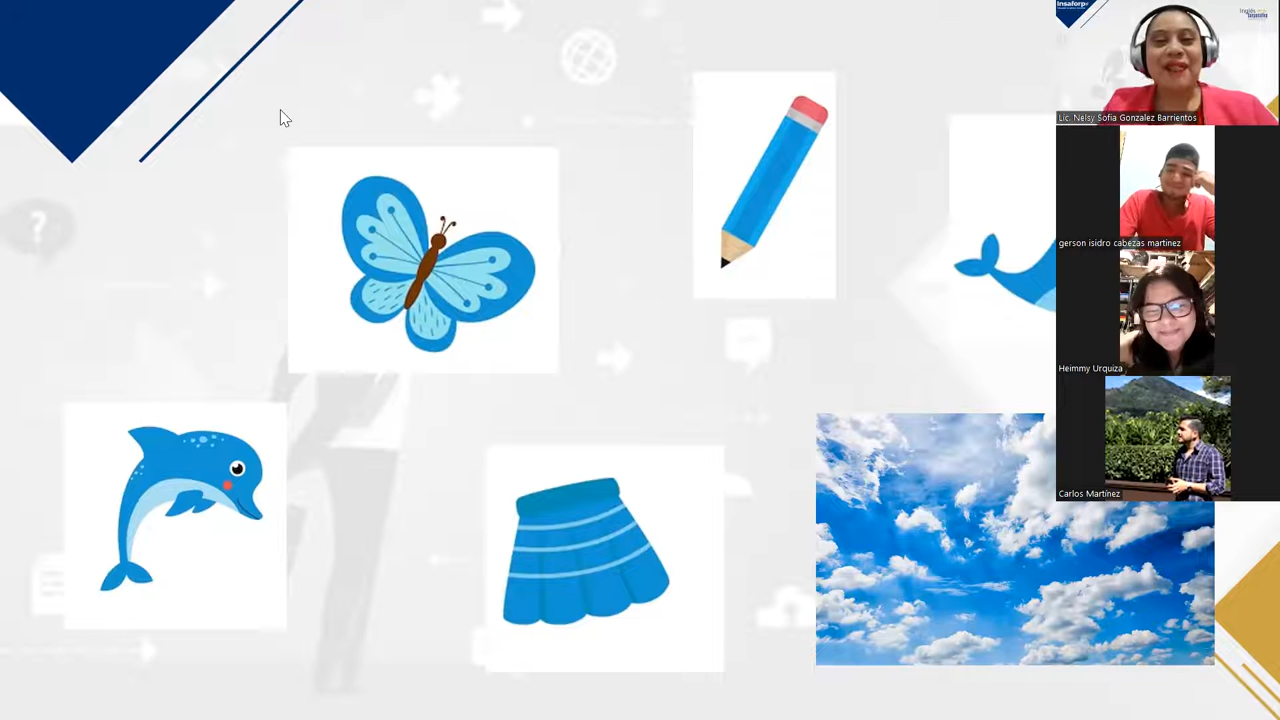 Insaforp
Lic. Nelsy Sofia Gonzalez Barrientos
?
gerson isidro cabezas martinez
Heimmy Urquiza
Carlos Martínez